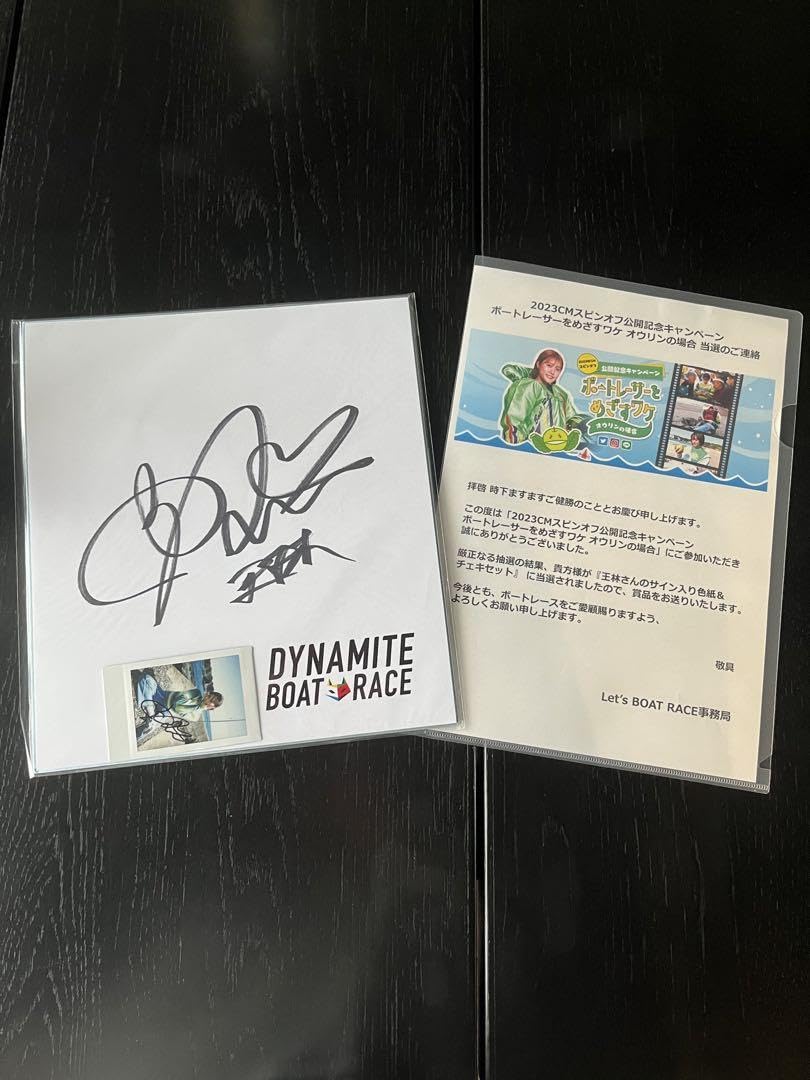 王林
DYNAMITE
BOAT RACE
2023CMスピンオフ公開記念キャンペーン
ボートレーサーをめざすワケ オウリンの場合 当選のご連絡
スピンオフ
公開記念キャンペーン
ボートレーサーを
めざすワケ
オウリンの場合
拝啓 時下ますますご健勝のこととお慶び申し上げます。
この度は「2023CMスピンオフ公開記念キャンペーン
ボートレーサーをめざすワケ オウリンの場合」にご参加いただき
誠にありがとうございました。
厳正なる抽選の結果、貴方様が『王林さんのサイン入り色紙＆
チェキセット』 に当選されましたので、賞品をお送りいたします。
今後とも、ボートレースをご愛顧賜りますよう、
よろしくお願い申し上げます。
敬具
Let's BOAT RACE事務局